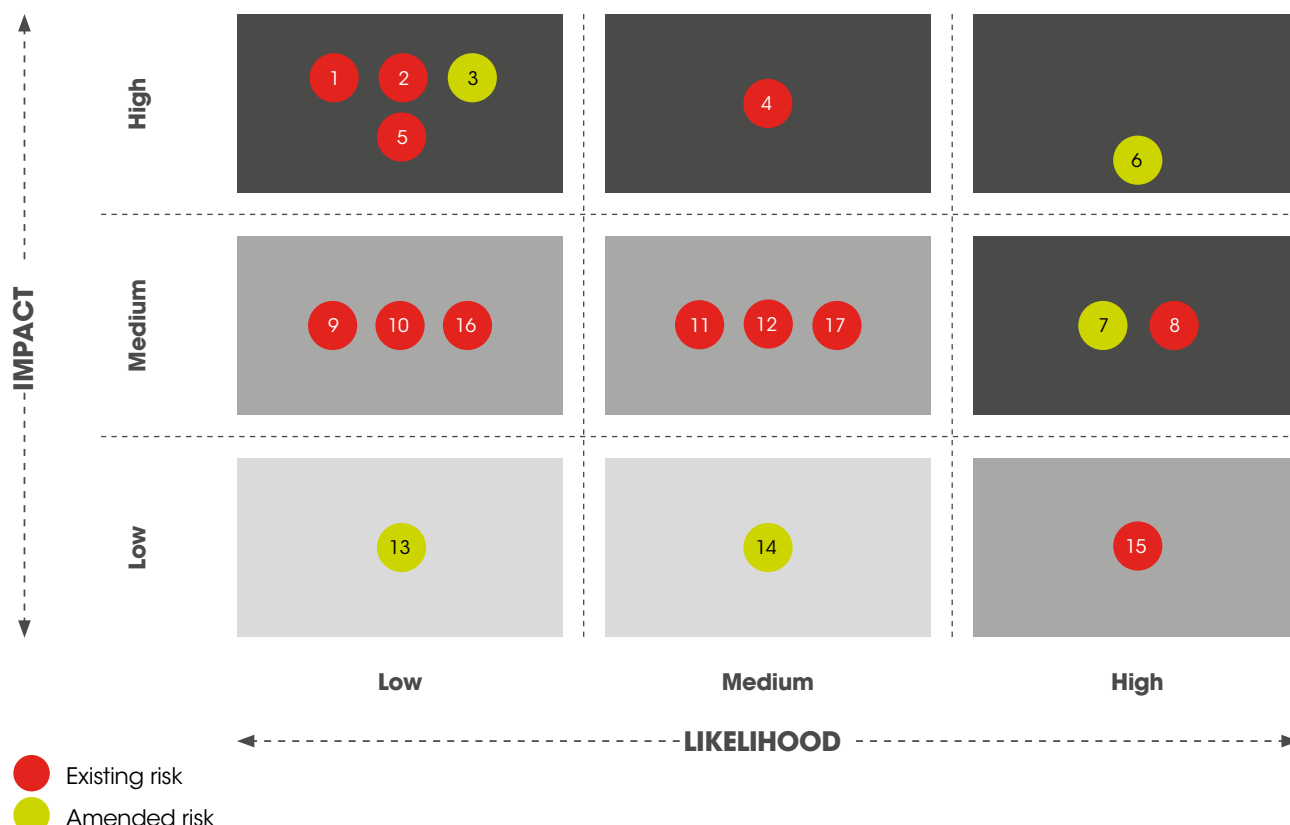 IMPACT
High
1 2 3
5
4
6
Medium
9 10 16
11 12 17
7 8
Low
13
14
15
Low Medium High
LIKELIHOOD
Existing risk
Amended risk